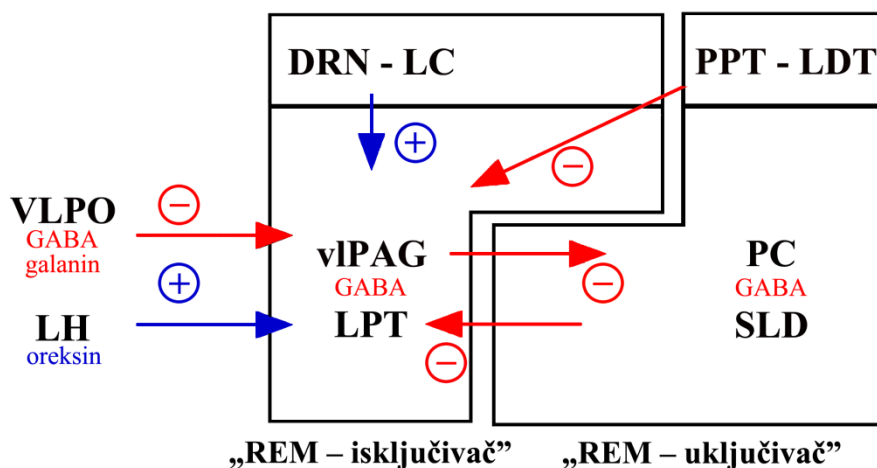 DRN - LC
PPT - LDT
+
−
VLPO
GABA
galanin
−
LH
oreksin
+
vlPAG
GABA
LPT
−
−
PC
GABA
SLD
„REM – isključivač”
„REM – uključivač”